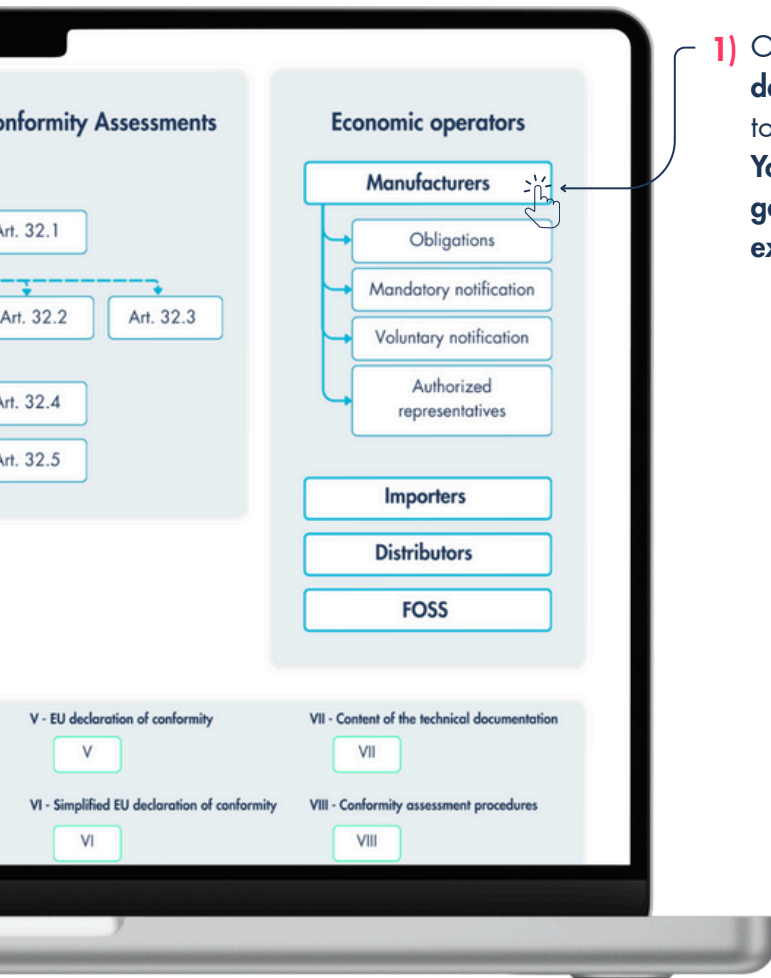 Conformity Assessments
Art. 32.1
Art. 32.2
Art. 32.3
Art. 32.4
Art. 32.5
Economic operators
Manufacturers
Obligations
Mandatory notification
Voluntary notification
Authorized
representatives
Importers
Distributors
FOSS
V - EU declaration of conformity
V
VI - Simplified EU declaration of conformity
VI
VII - Content of the technical documentation
VII
VIII - Conformity assessment procedures
VIII
1)
to